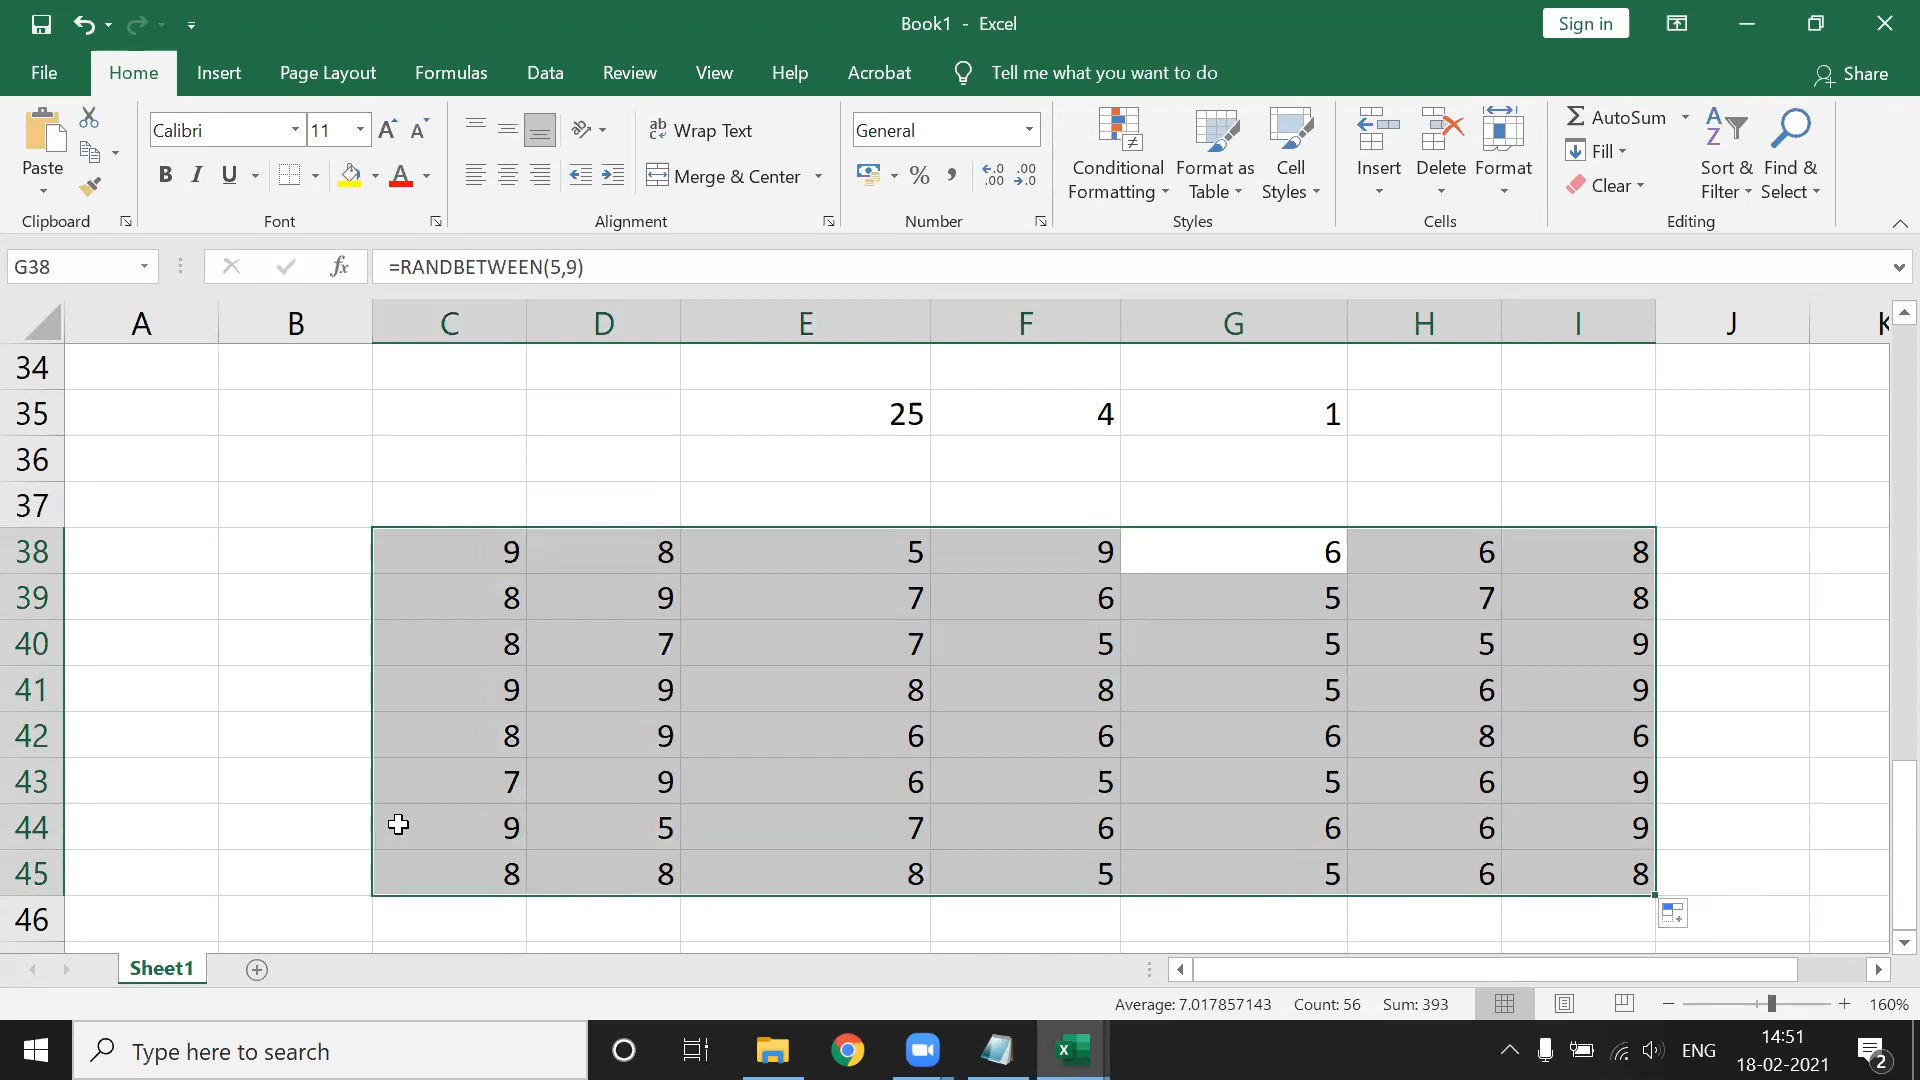 Book1 - Excel
Sign in
File Home Insert Page Layout Formulas Data Review View Help Acrobat Tell me what you want to do Share
Paste
Calibri 11
Wrap Text
Merge & Center
General
Conditional Formatting
Format as Table
Cell Styles
Insert Delete Format
AutoSum
Fill
Clear
Sort & Filter
Find & Select
Clipboard Font Alignment Number Styles Cells Editing
G38 fx =RANDBETWEEN(5,9)
A B C D E F G H I J K
34
35 25 4 1
36
37
38 9 8 5 9 6 6 8
39 8 9 7 6 5 7 8
40 8 7 7 5 5 5 9
41 9 9 8 8 5 6 9
42 8 9 6 6 6 8 6
43 7 9 6 5 5 6 9
44 9 5 7 6 6 6 9
45 8 8 8 5 5 6 8
46
Sheet1
Average: 7.017857143 Count: 56 Sum: 393 160%
Type here to search
ENG
14:51
18-02-2021
2